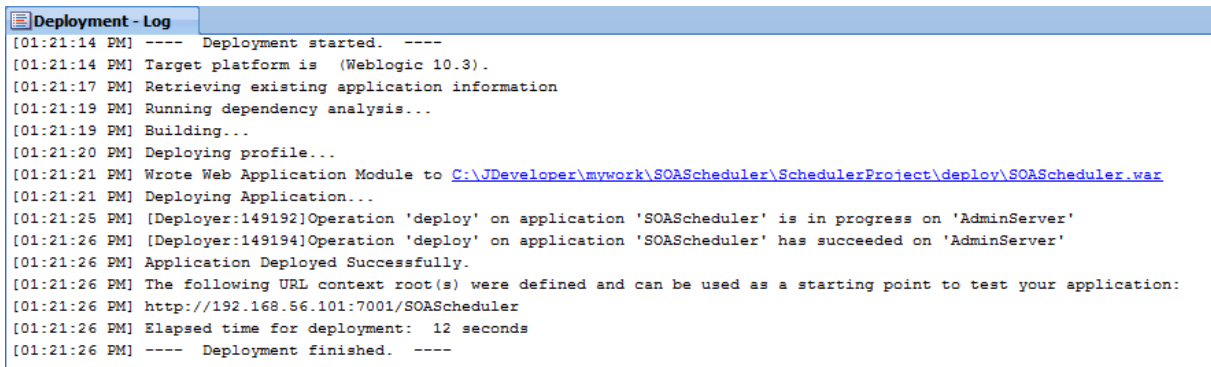 Deployment - Log
[01:21:14 PM] ----  Deployment started.  ----
[01:21:14 PM] Target platform is  (Weblogic 10.3).
[01:21:17 PM] Retrieving existing application information
[01:21:19 PM] Running dependency analysis...
[01:21:19 PM] Building...
[01:21:20 PM] Deploying profile...
[01:21:21 PM] Wrote Web Application Module to C:\JDeveloper\mywork\SOAScheduler\SchedulerProject\deploy\SOAScheduler.war
[01:21:21 PM] Deploying Application...
[01:21:25 PM] [Deployer:149192]Operation 'deploy' on application 'SOAScheduler' is in progress on 'AdminServer'
[01:21:26 PM] [Deployer:149194]Operation 'deploy' on application 'SOAScheduler' has succeeded on 'AdminServer'
[01:21:26 PM] Application Deployed Successfully.
[01:21:26 PM] The following URL context root(s) were defined and can be used as a starting point to test your application:
[01:21:26 PM] http://192.168.56.101:7001/SOAScheduler
[01:21:26 PM] Elapsed time for deployment:  12 seconds
[01:21:26 PM] ----  Deployment finished.  ----